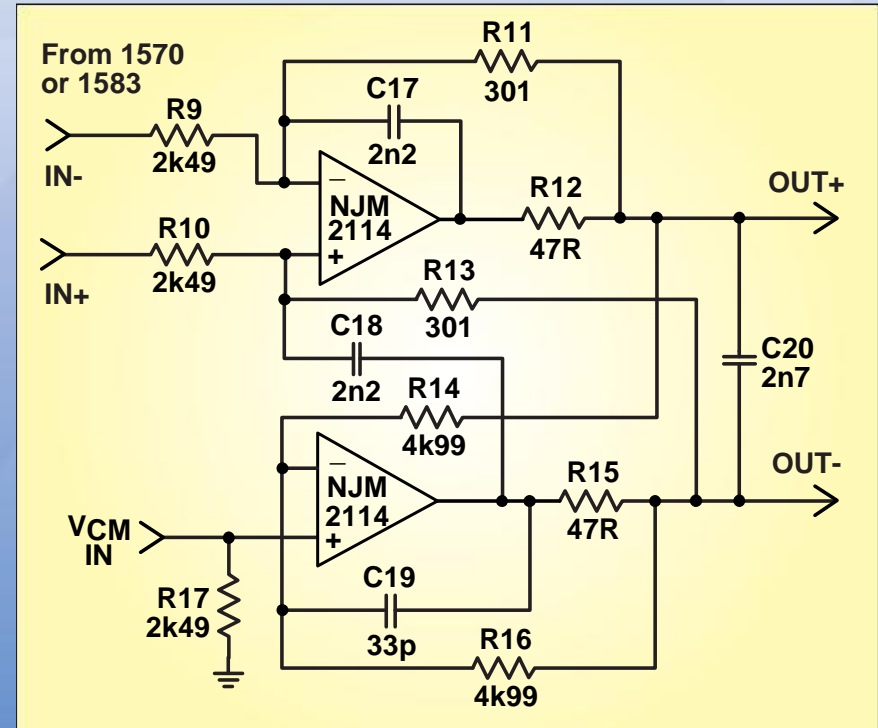 From 1570
or 1583
R11
301
C17
2n2
R9
2k49
IN-
−
NJM
2114
+
R12
47R
OUT+
R10
2k49
IN+
R13
301
C18
2n2
C20
2n7
R14
4k99
−
NJM
2114
+
R15
47R
OUT-
VCM
IN
R17
2k49
C19
33p
R16
4k99